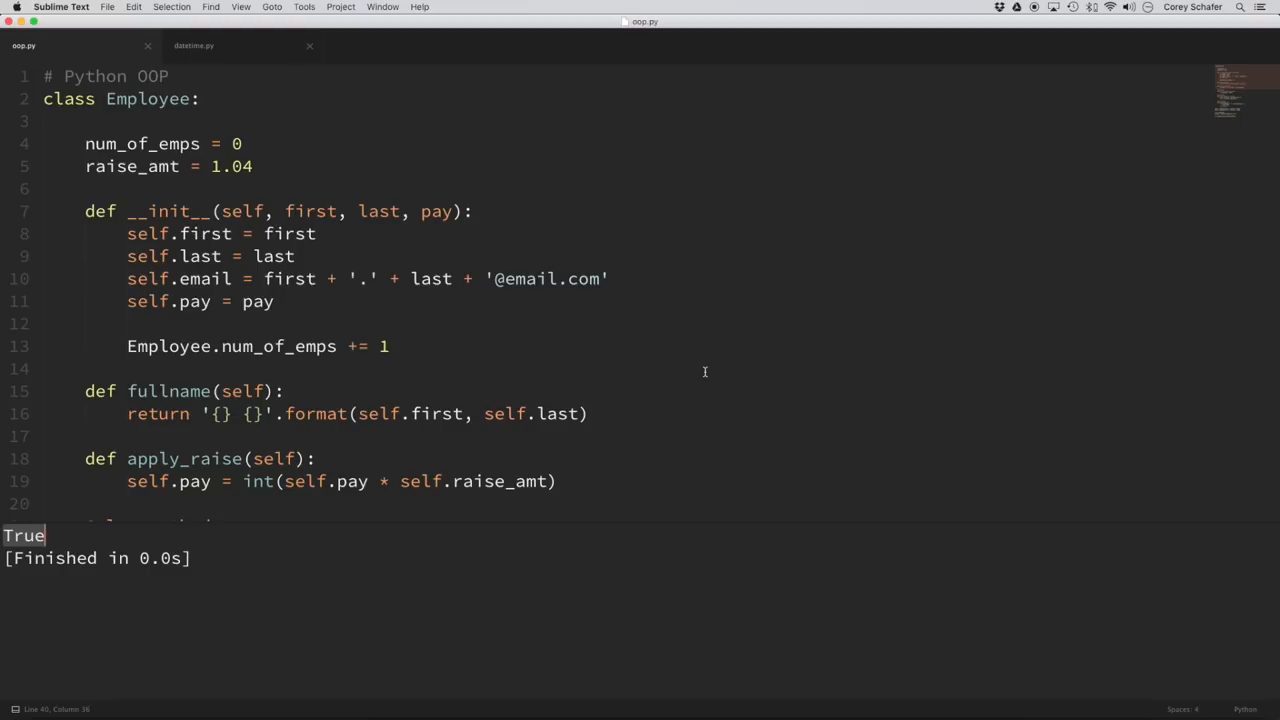 Sublime Text File Edit Selection Find View Goto Tools Project Window Help Corey Schafer
oop.py
oop.py datetime.py
1 # Python OOP
2 class Employee:
3
4 num_of_emps = 0
5 raise_amt = 1.04
6
7 def __init__(self, first, last, pay):
8 self.first = first
9 self.last = last
10 self.email = first + '.' + last + '@email.com'
11 self.pay = pay
12
13 Employee.num_of_emps += 1
14
15 def fullname(self):
16 return '{} {}'.format(self.first, self.last)
17
18 def apply_raise(self):
19 self.pay = int(self.pay * self.raise_amt)
20
True
[Finished in 0.0s]
Line 40, Column 36 Spaces: 4 Python